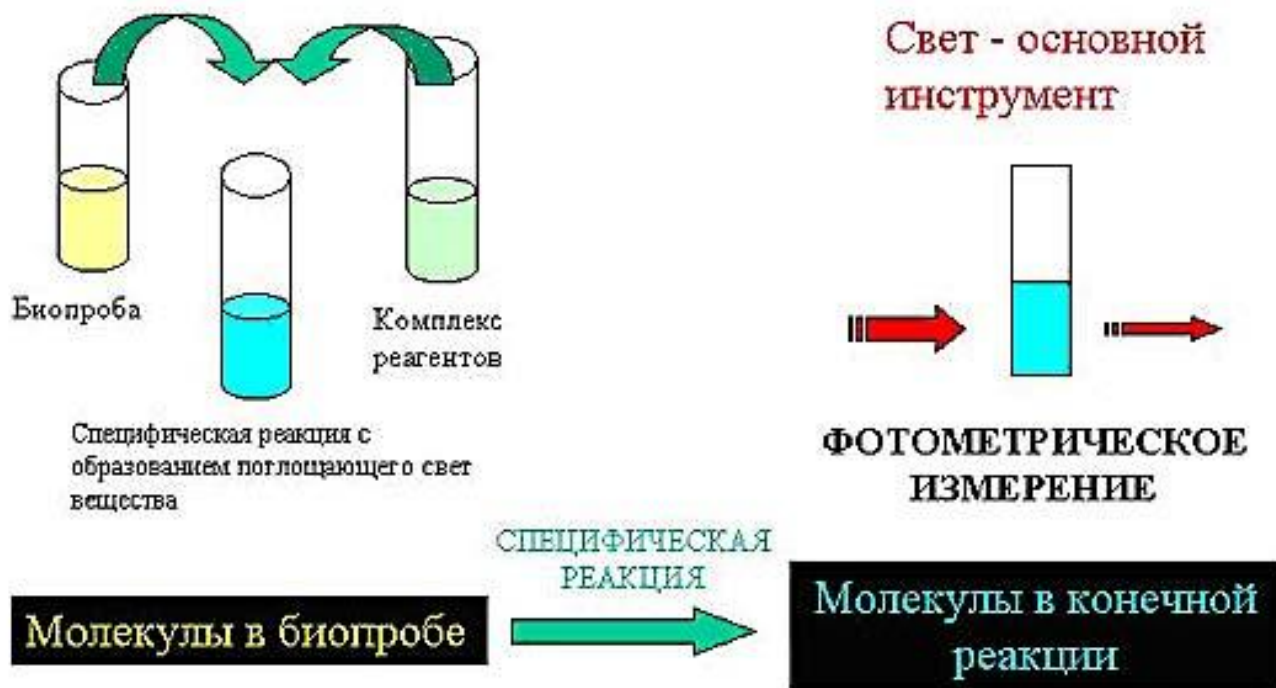 Свет - основной
инструмент
Биопроба
Комплекс
реагентов
Специфическая реакция с
образованием поглощающего свет
вещества
ФОТОМЕТРИЧЕСКОЕ
ИЗМЕРЕНИЕ
СПЕЦИФИЧЕСКАЯ
РЕАКЦИЯ
Молекулы в биопробе
Молекулы в конечной
реакции